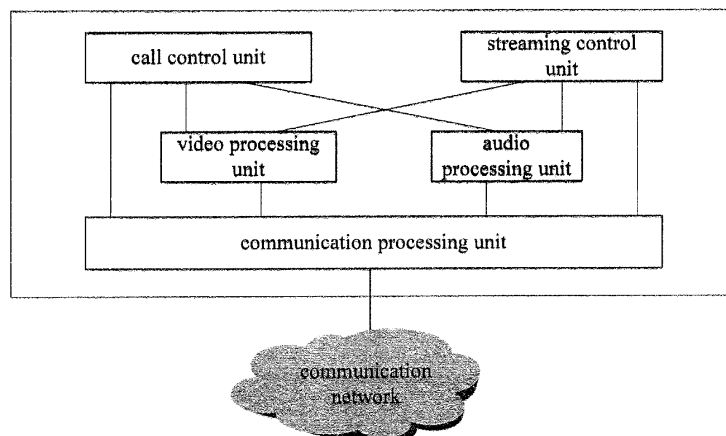 call control unit
streaming control
unit
video processing
unit
audio
processing unit
communication processing unit
communication
network